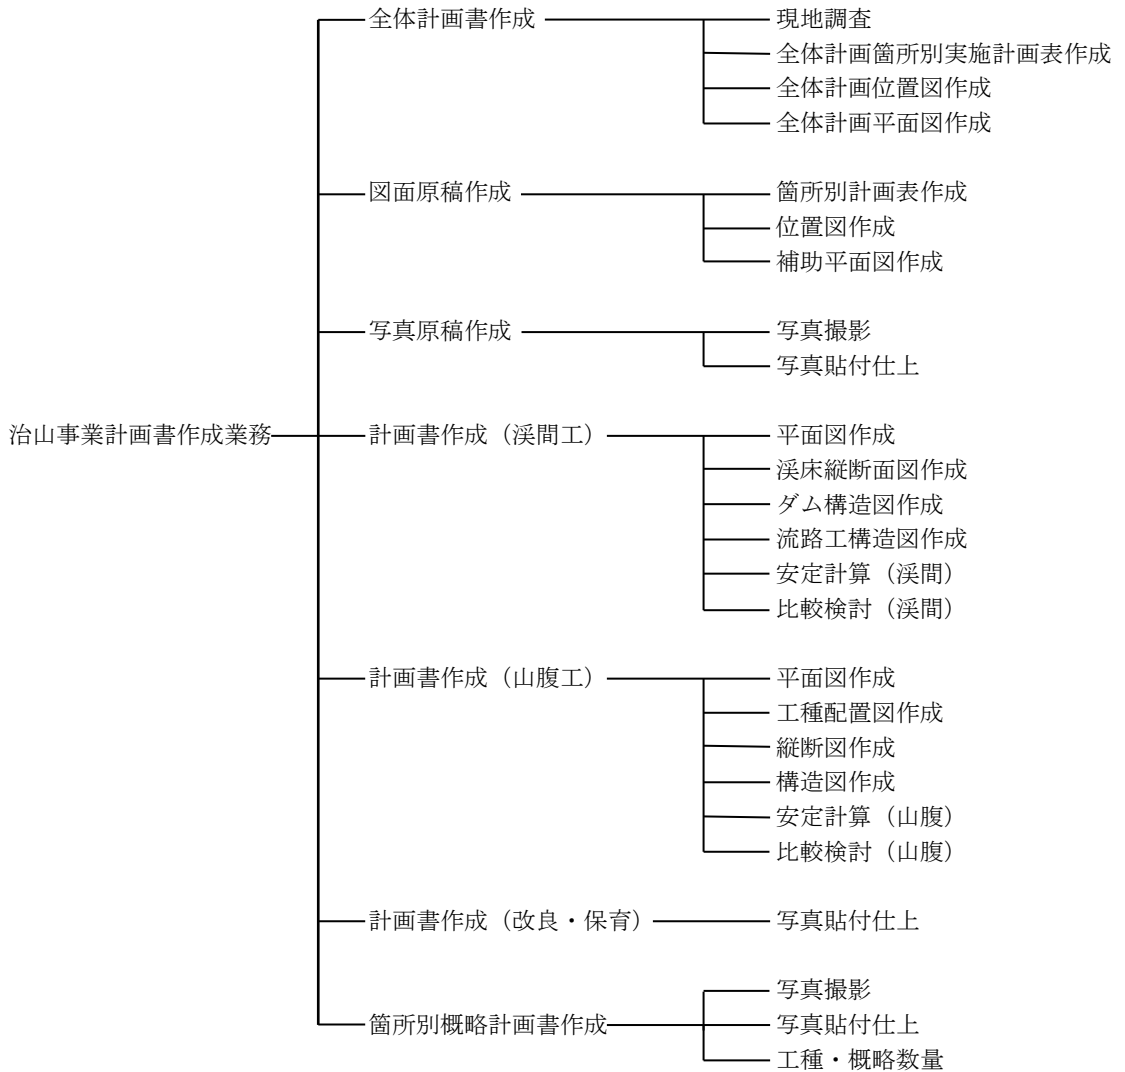 治山事業計画書作成業務
全体計画書作成
現地調査
全体計画箇所別実施計画表作成
全体計画位置図作成
全体計画平面図作成
図面原稿作成
箇所別計画表作成
位置図作成
補助平面図作成
写真原稿作成
写真撮影
写真貼付仕上
計画書作成（渓間工）
平面図作成
渓床縦断面図作成
ダム構造図作成
流路工構造図作成
安定計算（渓間）
比較検討（渓間）
計画書作成（山腹工）
平面図作成
工種配置図作成
縦断図作成
構造図作成
安定計算（山腹）
比較検討（山腹）
計画書作成（改良・保育）
写真貼付仕上
箇所別概略計画書作成
写真撮影
写真貼付仕上
工種・概略数量